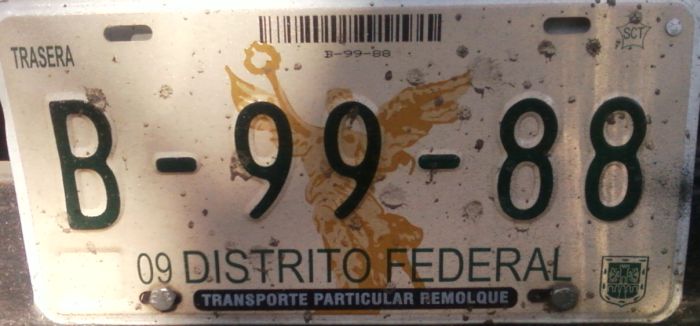 TRASERA
B-99-88
SCT
B-99-88
09 DISTRITO FEDERAL
TRANSPORTE PARTICULAR REMOLQUE